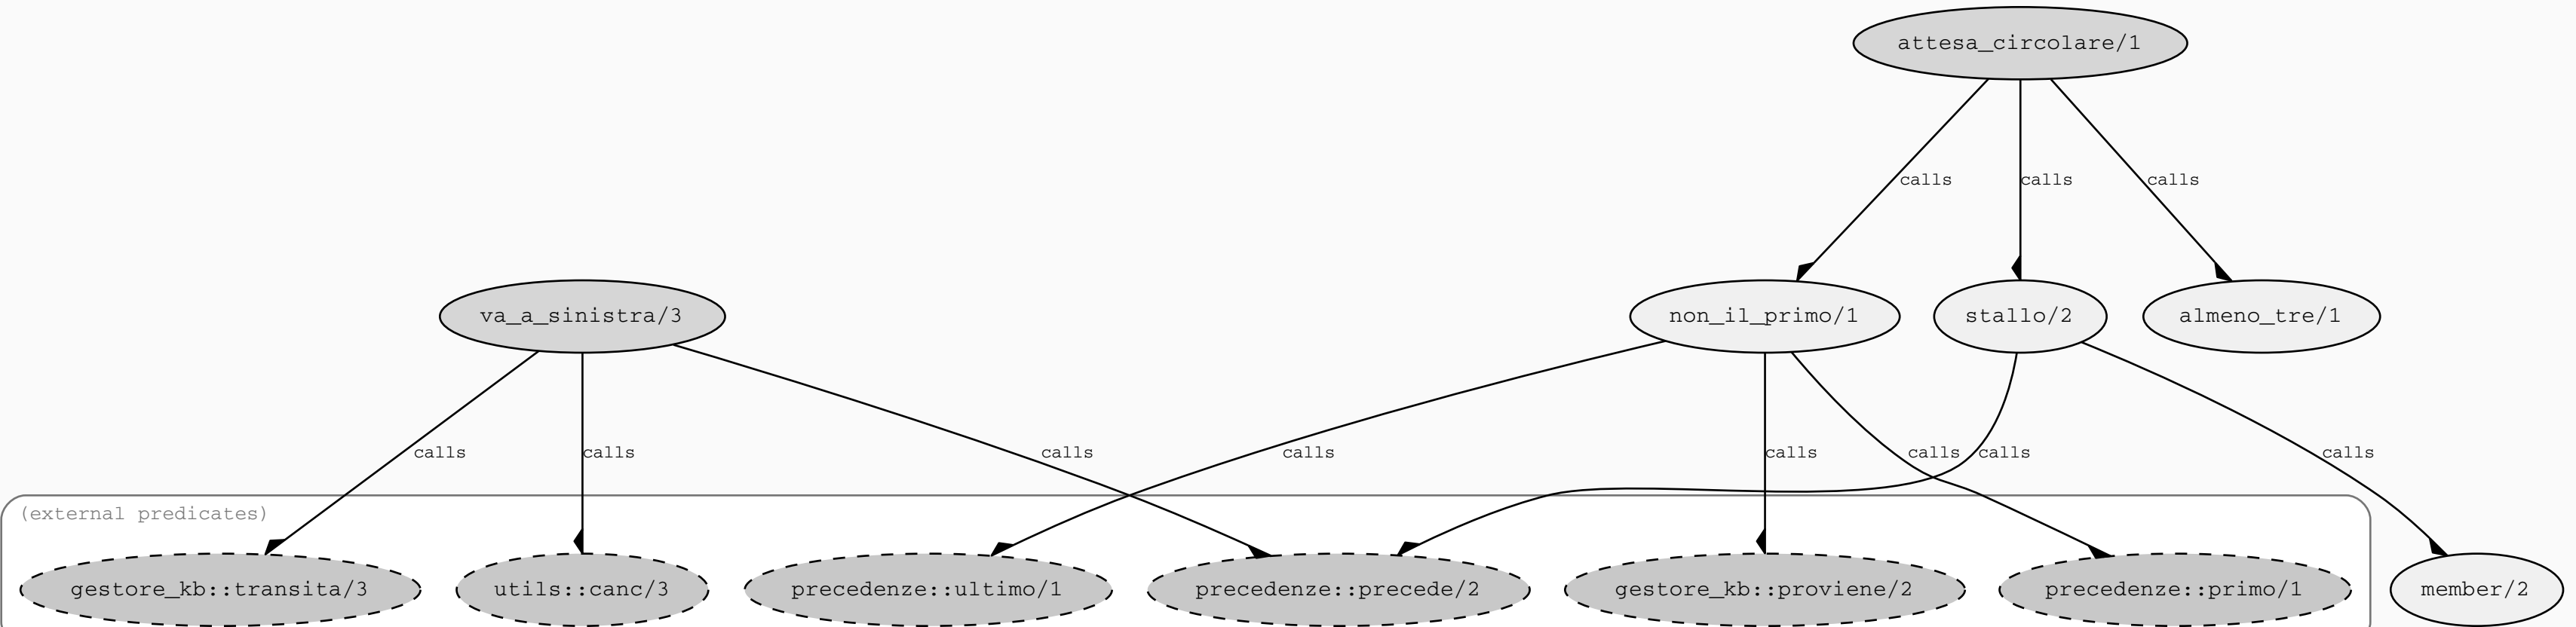 attesa_circolare/1
calls calls calls
va_a_sinistra/3 non_il_primo/1 stallo/2 almeno_tre/1
calls calls calls calls calls calls calls calls
(external predicates)
gestore_kb::transita/3 utils::canc/3 precedenze::ultimo/1 precedenze::precede/2 gestore_kb::proviene/2 precedenze::primo/1 member/2